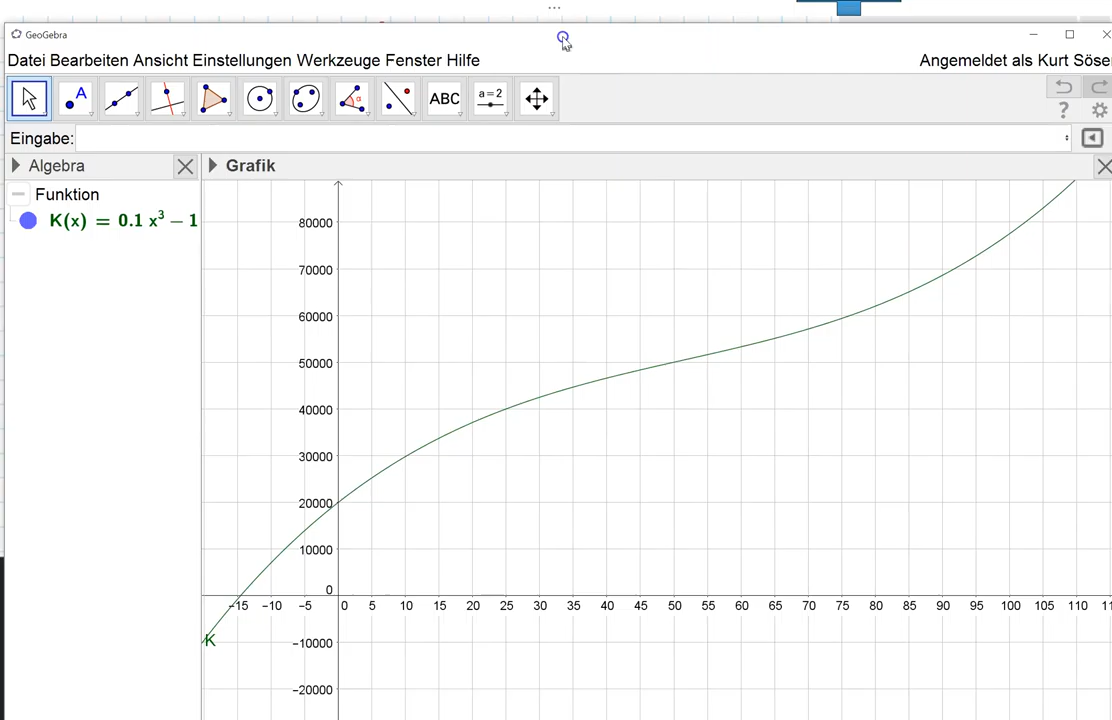 GeoGebra
Datei Bearbeiten Ansicht Einstellungen Werkzeuge Fenster Hilfe
Angemeldet als Kurt Söser
A
α
ABC
a=2
?
Eingabe:
Algebra
Grafik
Funktion
K(x) = 0.1 x³ − 1
80000
70000
60000
50000
40000
30000
20000
10000
0
−15 −10 −5 0 5 10 15 20 25 30 35 40 45 50 55 60 65 70 75 80 85 90 95 100 105 110 11
K
−10000
−20000